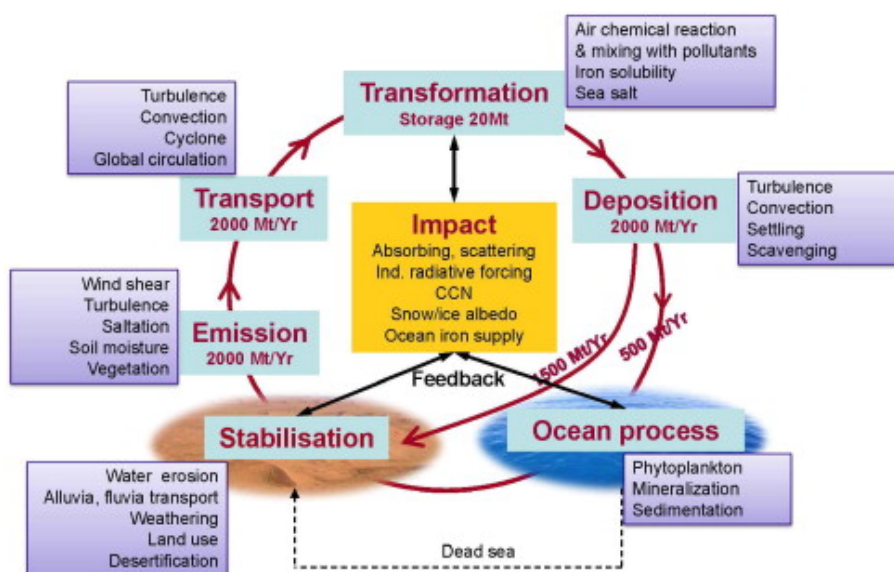 Air chemical reaction
& mixing with pollutants
Iron solubility
Sea salt
Transformation
Storage 20Mt
Turbulence
Convection
Cyclone
Global circulation
Transport
2000 Mt/Yr
Deposition
2000 Mt/Yr
Turbulence
Convection
Settling
Scavenging
Impact
Absorbing, scattering
Ind. radiative forcing
CCN
Snow/ice albedo
Ocean iron supply
Wind shear
Turbulence
Saltation
Soil moisture
Vegetation
Emission
2000 Mt/Yr
1500 Mt/Yr
500 Mt/Yr
Feedback
Stabilisation
Ocean process
Water erosion
Alluvia, fluvia transport
Weathering
Land use
Desertification
Phytoplankton
Mineralization
Sedimentation
Dead sea